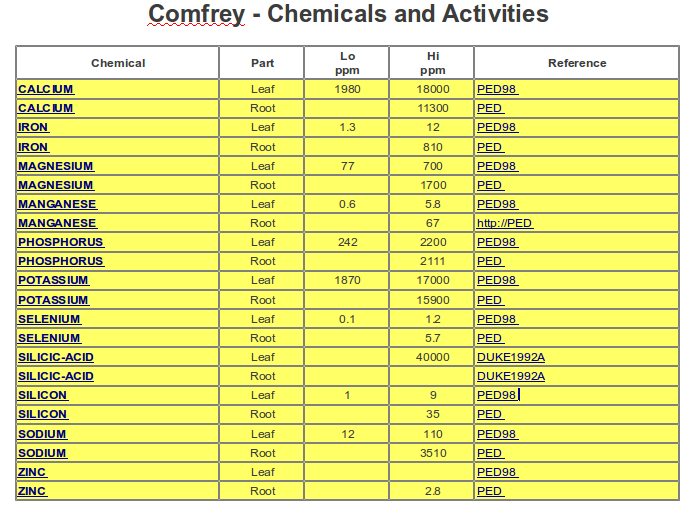 Comfrey - Chemicals and Activities
Chemical Part Lo ppm Hi ppm Reference
CALCIUM Leaf 1980 18000 PED98
CALCIUM Root 11300 PED
IRON Leaf 1.3 12 PED98
IRON Root 810 PED
MAGNESIUM Leaf 77 700 PED98
MAGNESIUM Root 1700 PED
MANGANESE Leaf 0.6 5.8 PED98
MANGANESE Root 67 http://PED
PHOSPHORUS Leaf 242 2200 PED98
PHOSPHORUS Root 2111 PED
POTASSIUM Leaf 1870 17000 PED98
POTASSIUM Root 15900 PED
SELENIUM Leaf 0.1 1.2 PED98
SELENIUM Root 5.7 PED
SILICIC-ACID Leaf 40000 DUKE1992A
SILICIC-ACID Root DUKE1992A
SILICON Leaf 1 9 PED98
SILICON Root 35 PED
SODIUM Leaf 12 110 PED98
SODIUM Root 3510 PED
ZINC Leaf PED98
ZINC Root 2.8 PED